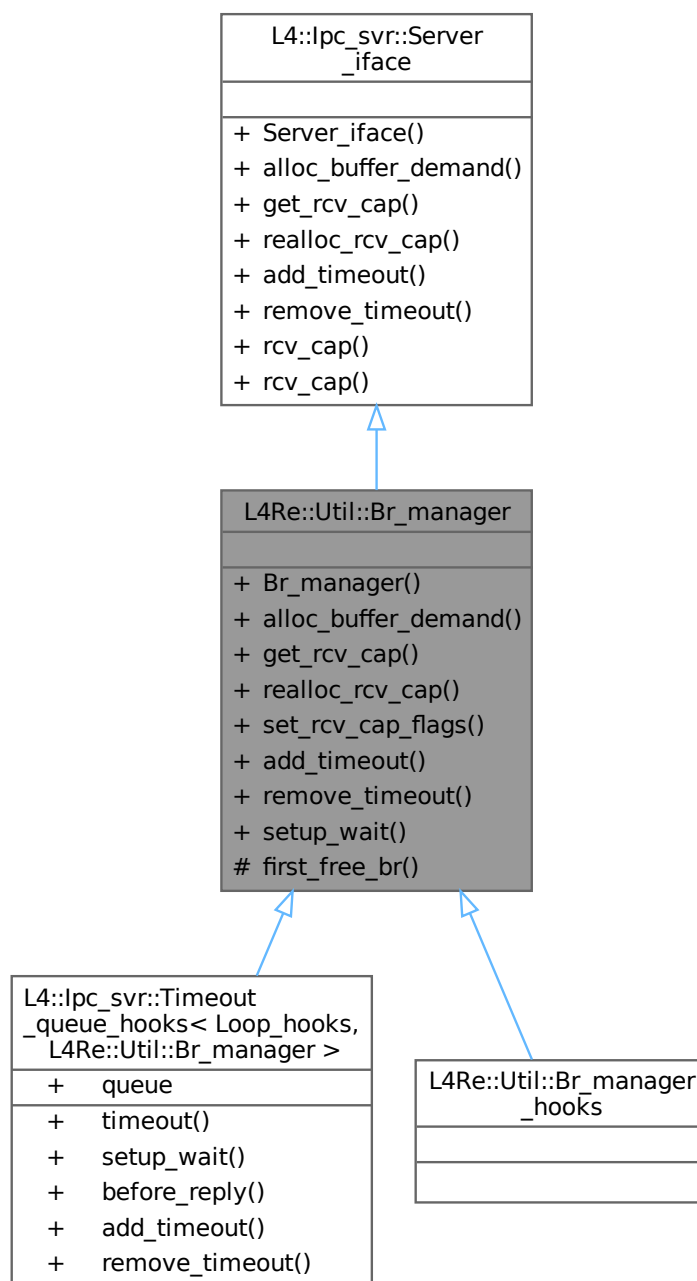 L4::Ipc_svr::Server
_iface
+ Server_iface()
+ alloc_buffer_demand()
+ get_rcv_cap()
+ realloc_rcv_cap()
+ add_timeout()
+ remove_timeout()
+ rcv_cap()
+ rcv_cap()
L4Re::Util::Br_manager
+ Br_manager()
+ alloc_buffer_demand()
+ get_rcv_cap()
+ realloc_rcv_cap()
+ set_rcv_cap_flags()
+ add_timeout()
+ remove_timeout()
+ setup_wait()
# first_free_br()
L4::Ipc_svr::Timeout
_queue_hooks< Loop_hooks,
L4Re::Util::Br_manager >
+ queue
+ timeout()
+ setup_wait()
+ before_reply()
+ add_timeout()
+ remove_timeout()
L4Re::Util::Br_manager
_hooks